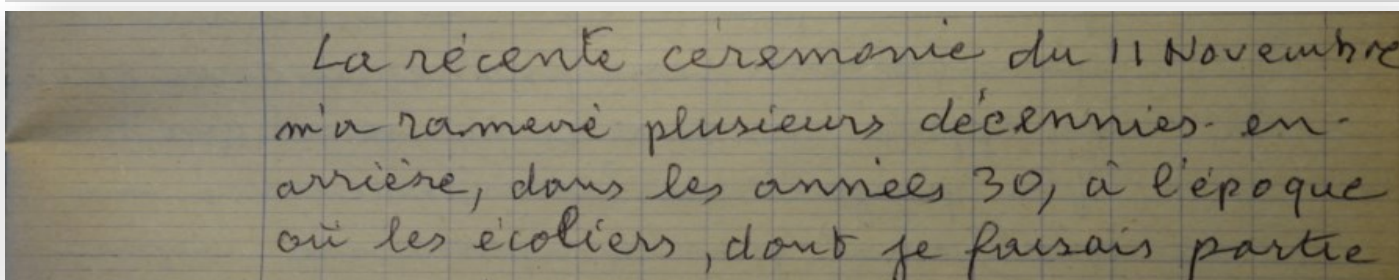 La récente cérémonie du 11 Novembre
m'a ramené plusieurs décennies en
arrière, dans les années 30, à l'époque
où les écoliers, dont je faisais partie